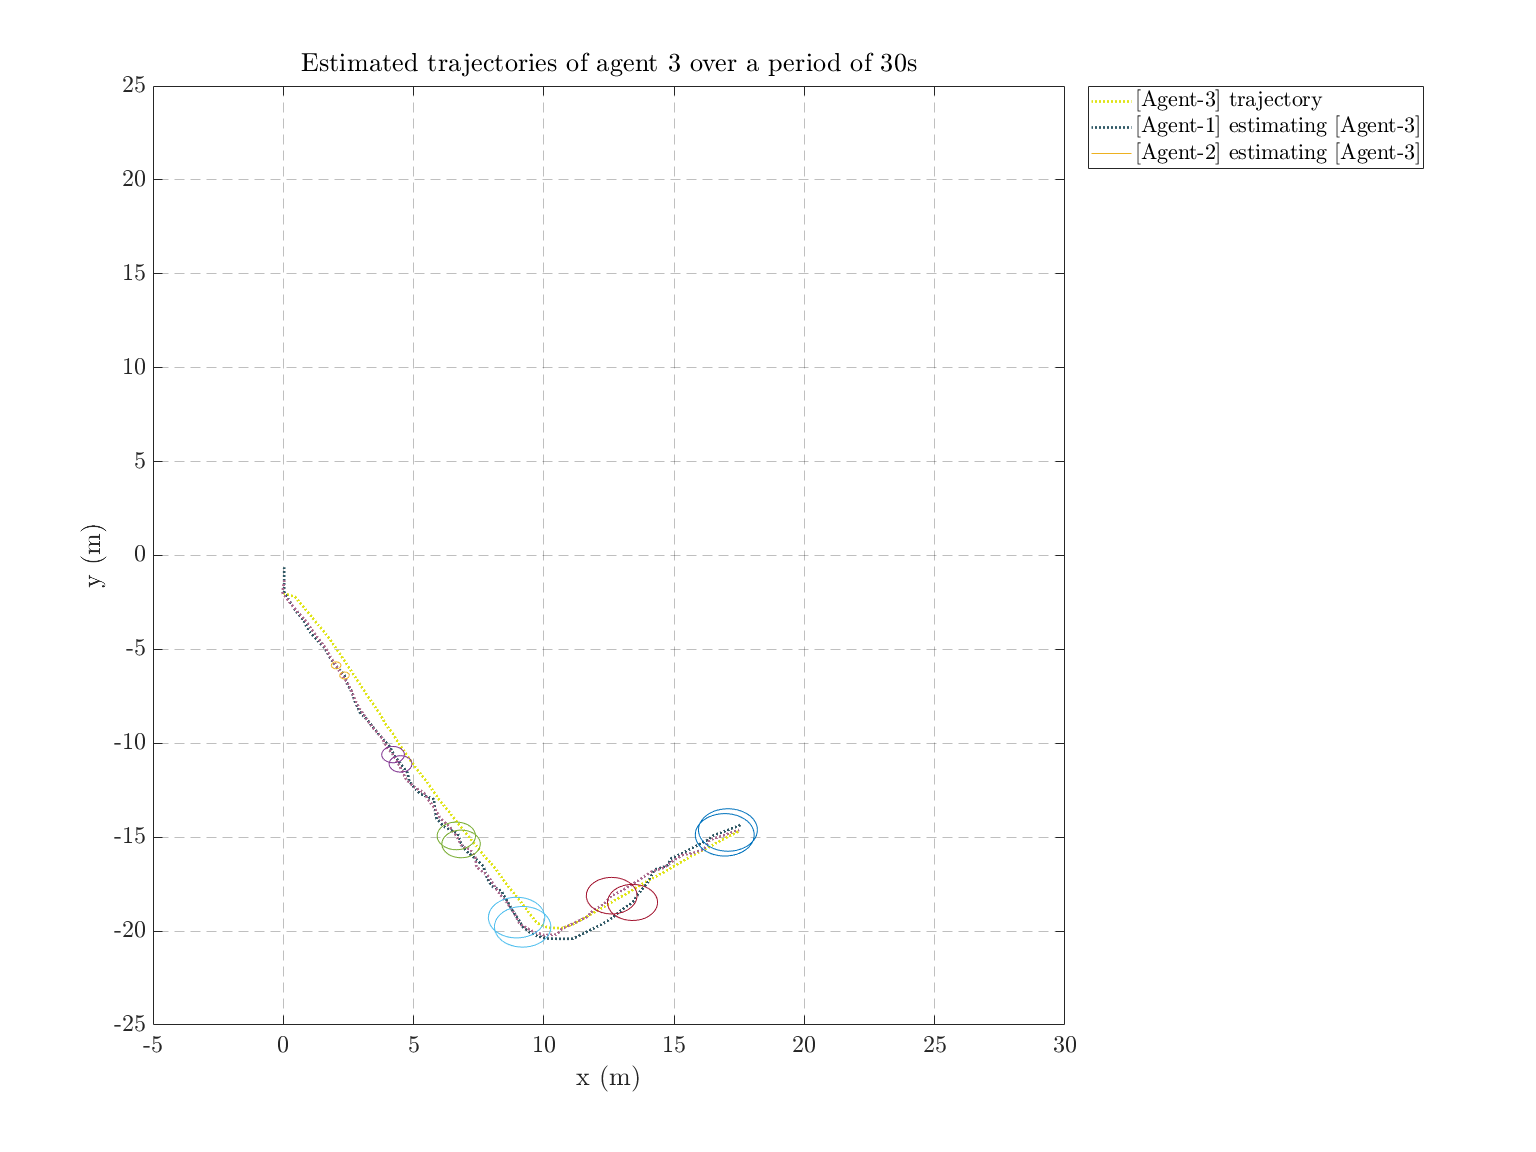 Estimated trajectories of agent 3 over a period of 30s
25
20
15
10
5
0
-5
-10
-15
-20
-25
-5 0 5 10 15 20 25 30
x (m)
y (m)
[Agent-3] trajectory
[Agent-1] estimating [Agent-3]
[Agent-2] estimating [Agent-3]